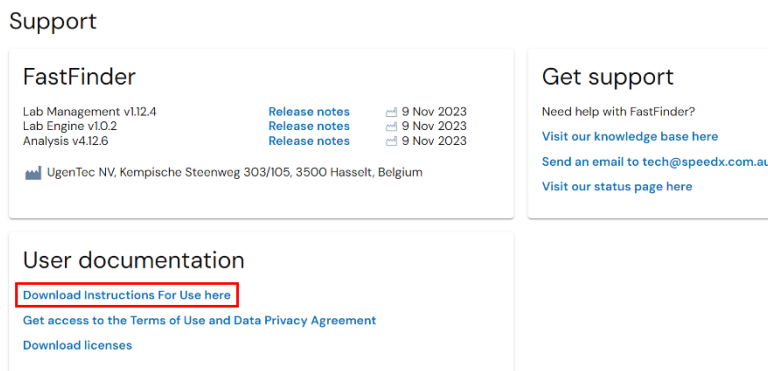 Support
FastFinder
Lab Management v1.12.4 Release notes 9 Nov 2023
Lab Engine v1.0.2 Release notes 9 Nov 2023
Analysis v4.12.6 Release notes 9 Nov 2023
UgenTec NV, Kempische Steenweg 303/105, 3500 Hasselt, Belgium
Get support
Need help with FastFinder?
Visit our knowledge base here
Send an email to tech@speedx.com.au
Visit our status page here
User documentation
Download Instructions For Use here
Get access to the Terms of Use and Data Privacy Agreement
Download licenses